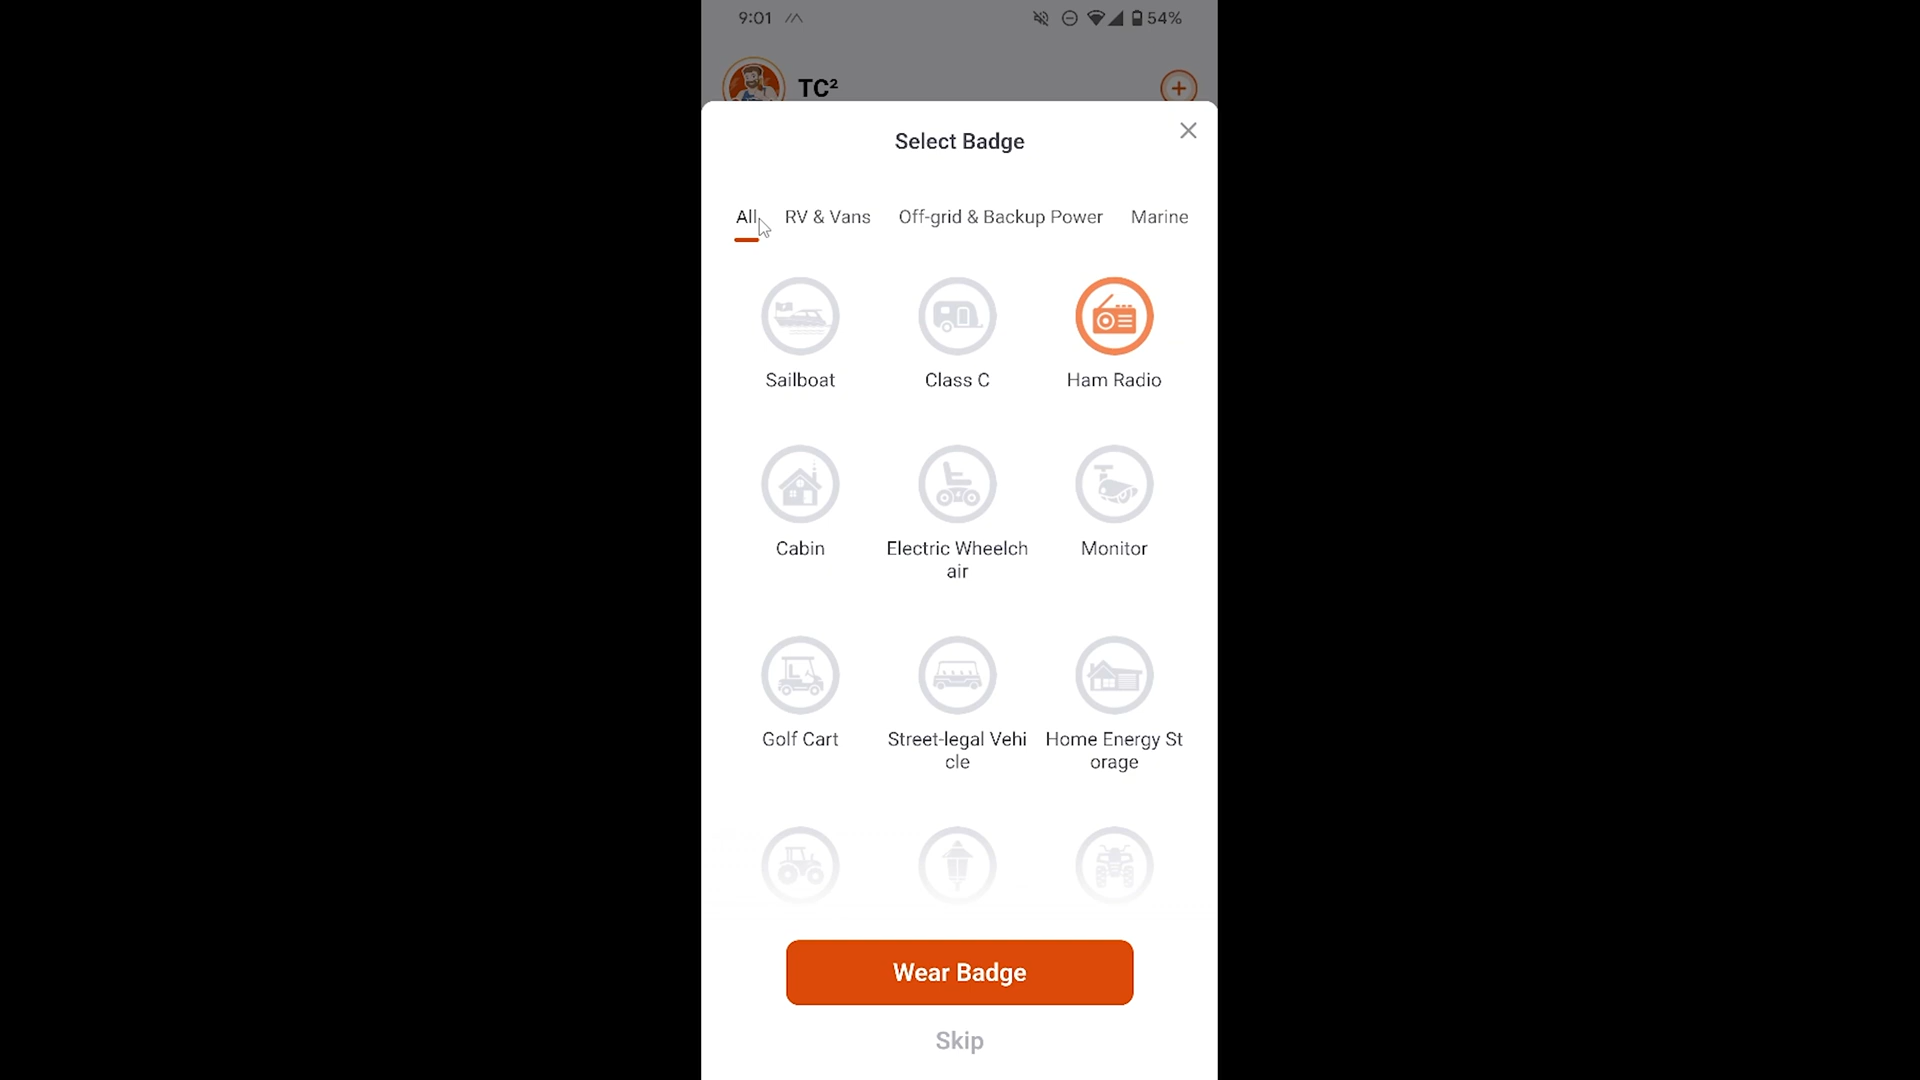 9:01
54%
TC²
Select Badge
All RV & Vans Off-grid & Backup Power Marine
Sailboat Class C Ham Radio
Cabin Electric Wheelch Monitor
air
Golf Cart Street-legal Vehi Home Energy St
cle orage
Wear Badge
Skip